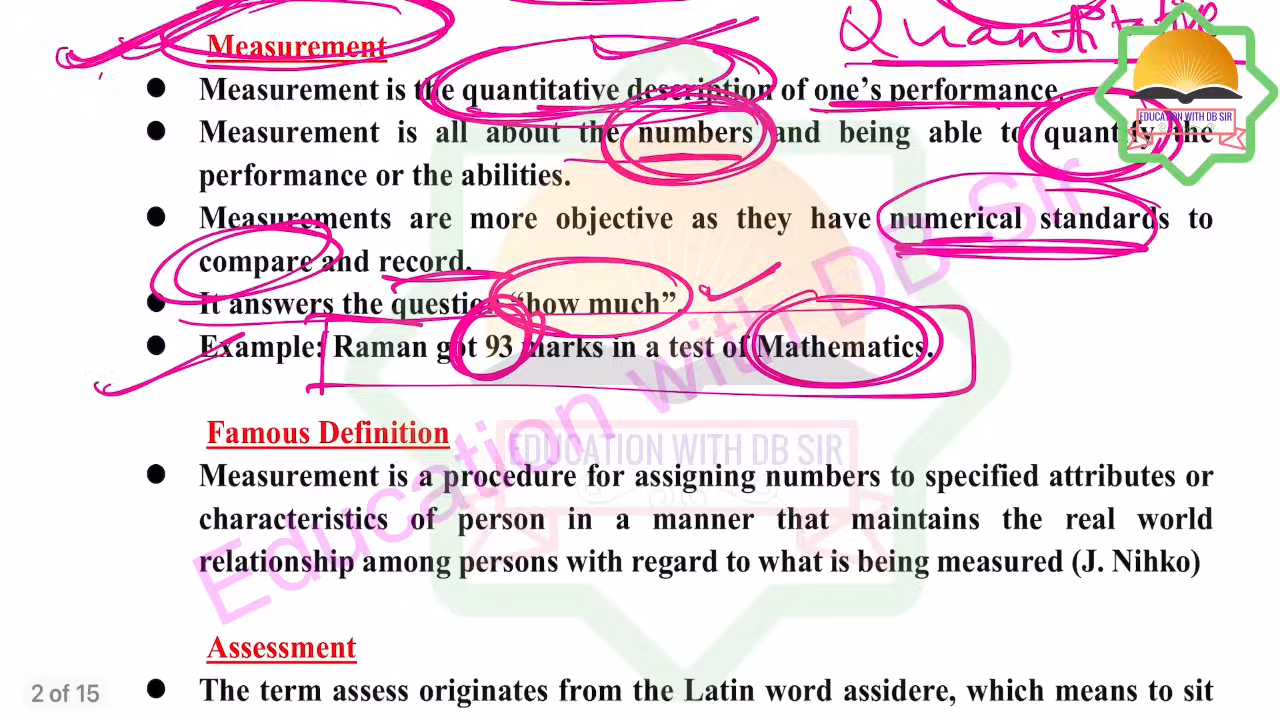 Quantitative
Measurement
● Measurement is the quantitative description of one’s performance.
● Measurement is all about the numbers and being able to quantify the
performance or the abilities.
● Measurements are more objective as they have numerical standards to
compare and record.
● It answers the question “how much”.
● Example: Raman got 93 marks in a test of Mathematics.
Famous Definition
● Measurement is a procedure for assigning numbers to specified attributes or
characteristics of person in a manner that maintains the real world
relationship among persons with regard to what is being measured (J. Nihko)
Assessment
● The term assess originates from the Latin word assidere, which means to sit
2 of 15
EDUCATION WITH DB SIR
EDUCATION WITH DB SIR
Education with DB Sir